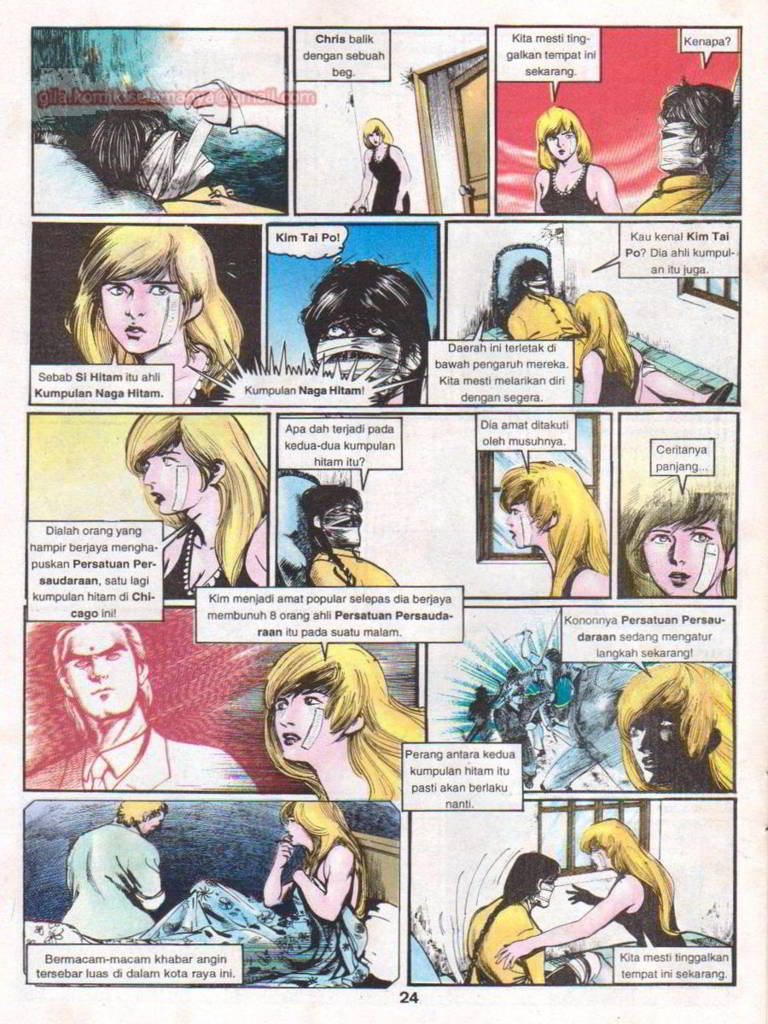 gila.komik.selamanya@gmail.com
Chris balik
dengan sebuah
beg.
Kita mesti ting-
galkan tempat ini
sekarang.
Kenapa?
Sebab Si Hitam itu ahli
Kumpulan Naga Hitam.
Kim Tai Po!
Kumpulan Naga Hitam!
Kau kenal Kim Tai
Po? Dia ahli kumpul-
an itu juga.
Daerah ini terletak di
bawah pengaruh mereka.
Kita mesti melarikan diri
dengan segera.
Dialah orang yang
hampir berjaya mengha-
puskan Persatuan Per-
saudaraan, satu lagi
kumpulan hitam di Chi-
cago ini!
Apa dah terjadi pada
kedua-dua kumpulan
hitam itu?
Dia amat ditakuti
oleh musuhnya.
Ceritanya
panjang...
Kim menjadi amat popular selepas dia berjaya
membunuh 8 orang ahli Persatuan Persauda-
raan itu pada suatu malam.
Kononnya Persatuan Persau-
daraan sedang mengatur
langkah sekarang!
Perang antara kedua
kumpulan hitam itu
pasti akan berlaku
nanti.
Bermacam-macam khabar angin
tersebar luas di dalam kota raya ini.
Kita mesti tinggalkan
tempat ini sekarang.
24